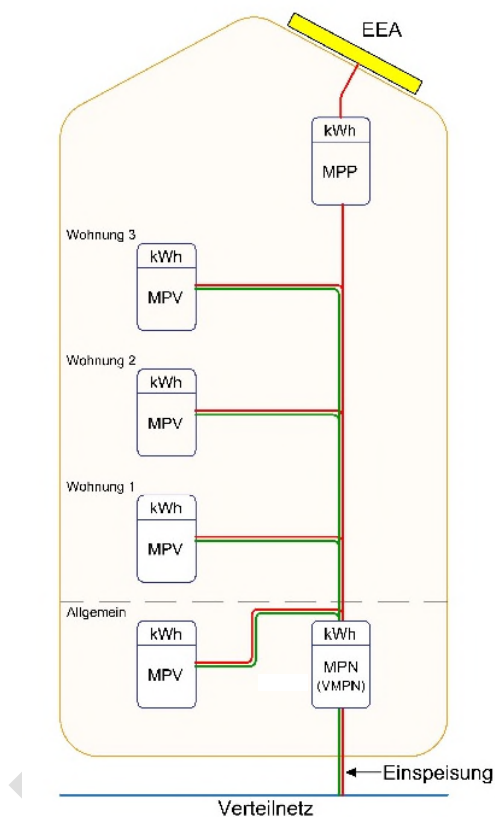 EEA
kWh
MPP
Wohnung 3
kWh
MPV
Wohnung 2
kWh
MPV
Wohnung 1
kWh
MPV
Allgemein
kWh
MPV
kWh
MPN
(VMPN)
Einspeisung
Verteilnetz